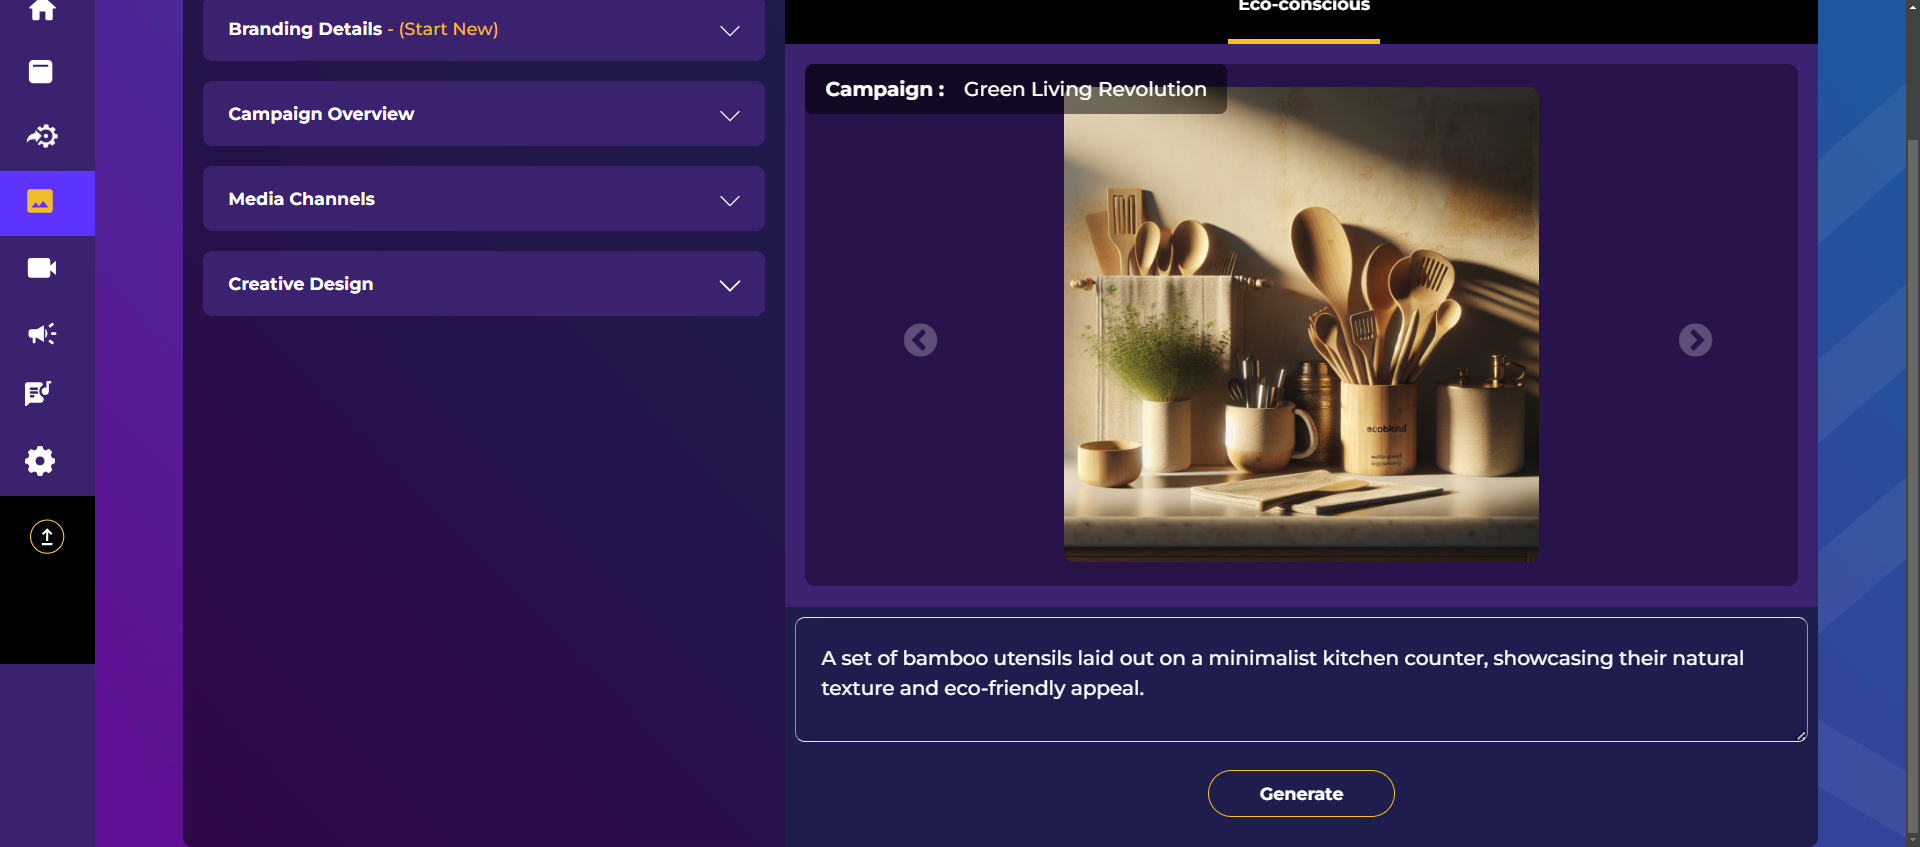 Eco-conscious
Branding Details - (Start New)
Campaign Overview
Media Channels
Creative Design
Campaign : Green Living Revolution
A set of bamboo utensils laid out on a minimalist kitchen counter, showcasing their natural
texture and eco-friendly appeal.
Generate